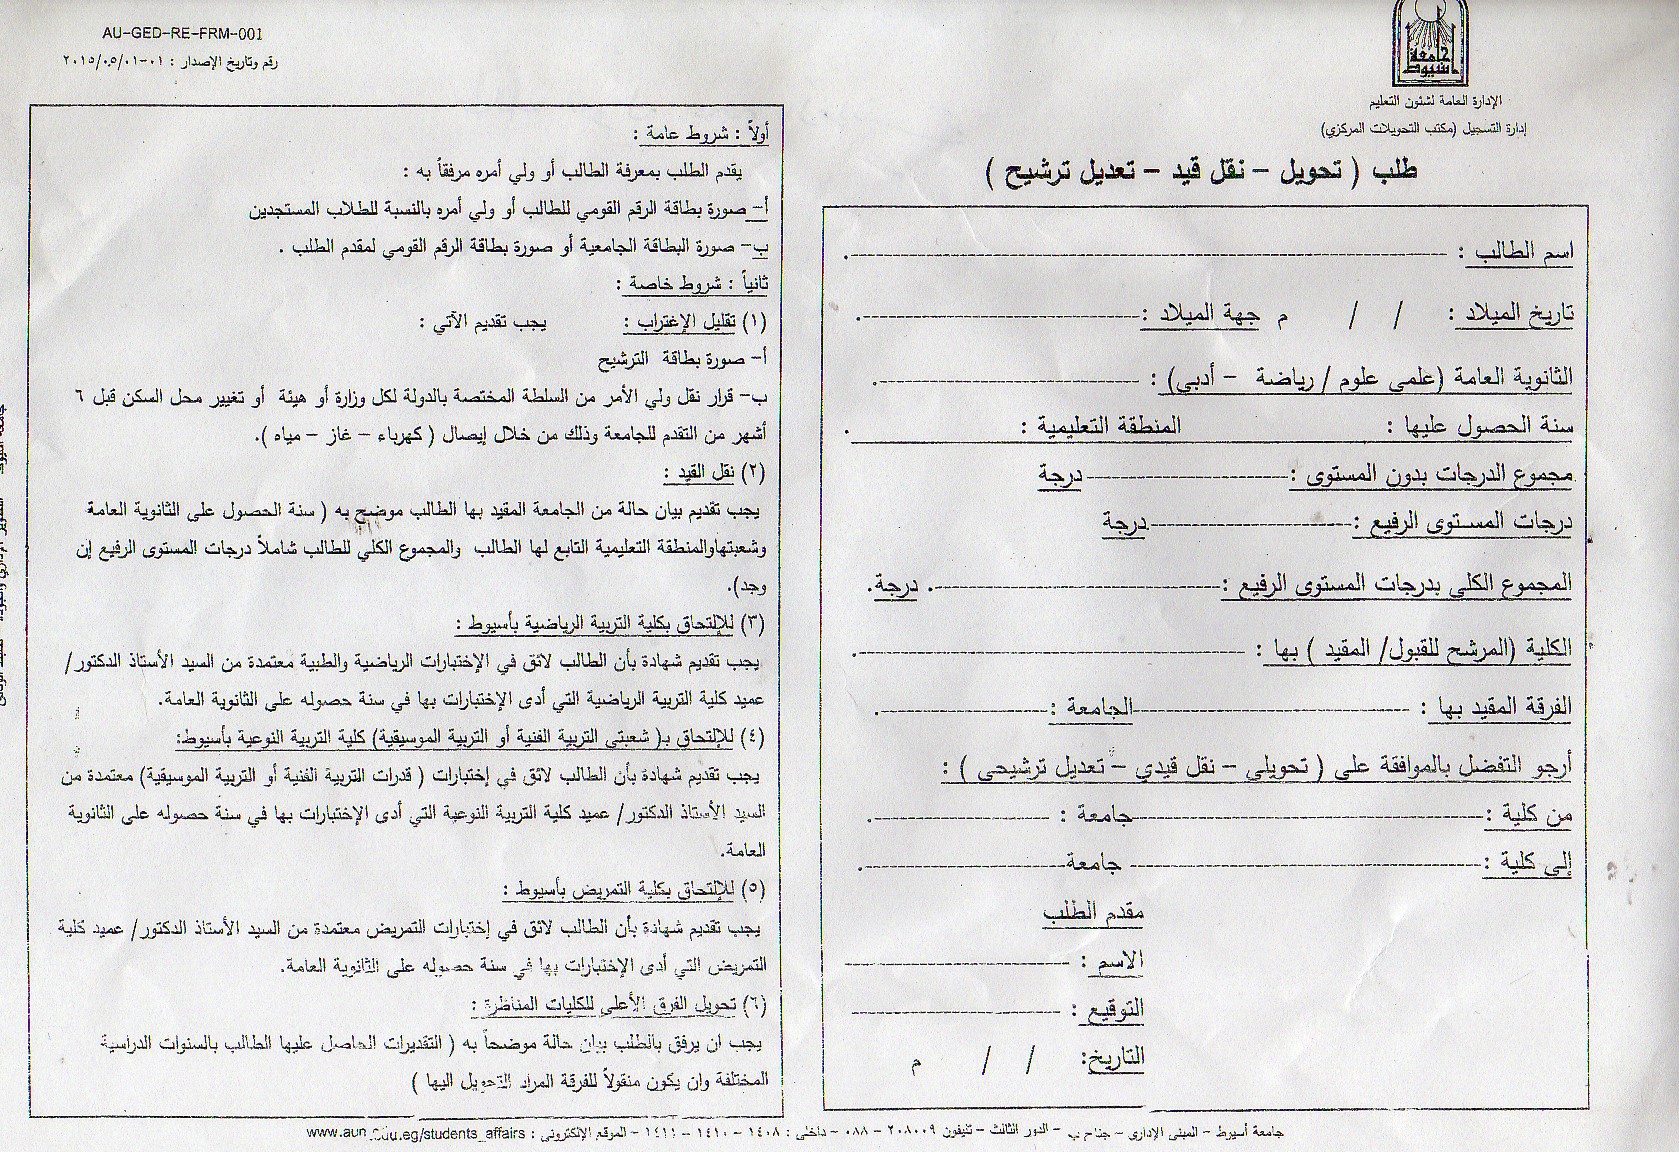 جامعة أسيوط
الإدارة العامة لشئون التعليم
إدارة التسجيل (مكتب التحويلات المركزي)
طلب ( تحويل – نقل قيد – تعديل ترشيح )
اسم الطالب :
تاريخ الميلاد : / / م جهة الميلاد :
الثانوية العامة (علمى علوم / رياضة – أدبى) :
سنة الحصول عليها : المنطقة التعليمية :
مجموع الدرجات بدون المستوى : درجة
درجات المستوى الرفيع : درجة
المجموع الكلى بدرجات المستوى الرفيع : درجة.
الكلية (المرشح للقبول/ المقيد ) بها :
الفرقة المقيد بها : الجامعة :
أرجو التفضل بالموافقة على ( تحويلي – نقل قيدي – تعديل ترشيحى ) :
من كلية : جامعة :
إلى كلية : جامعة
مقدم الطلب
الاسم :
التوقيع :
التاريخ: / / م
AU-GED-RE-FRM-001
رقم وتاريخ الإصدار : ٠١-٢٠١٥/٠٥/٠١
أولاً : شروط عامة :
يقدم الطلب بمعرفة الطالب أو ولي أمره مرفقاً به :
أ– صورة بطاقة الرقم القومي للطالب أو ولي أمره بالنسبة للطلاب المستجدين
ب– صورة البطاقة الجامعية أو صورة بطاقة الرقم القومي لمقدم الطلب .
ثانياً : شروط خاصة :
(١) تقليل الإغتراب : يجب تقديم الآتي :
أ– صورة بطاقة الترشيح
ب– قرار نقل ولي الأمر من السلطة المختصة بالدولة لكل وزارة أو هيئة أو تغيير محل السكن قبل ٦
أشهر من التقدم للجامعة وذلك من خلال إيصال ( كهرباء – غاز – مياه ).
(٢) نقل القيد :
يجب تقديم بيان حالة من الجامعة المقيد بها الطالب موضح به ( سنة الحصول على الثانوية العامة
وشعبتهاوالمنطقة التعليمية التابع لها الطالب والمجموع الكلي للطالب شاملاً درجات المستوى الرفيع إن
وجد).
(٣) للإلتحاق بكلية التربية الرياضية بأسيوط :
يجب تقديم شهادة بأن الطالب لائق في الإختبارات الرياضية والطبية معتمدة من السيد الأستاذ الدكتور/
عميد كلية التربية الرياضية التي أدى الإختبارات بها في سنة حصوله على الثانوية العامة.
(٤) للإلتحاق بـ( شعبتى التربية الفنية أو التربية الموسيقية) كلية التربية النوعية بأسيوط:
يجب تقديم شهادة بأن الطالب لائق في إختبارات ( قدرات التربية الفنية أو التربية الموسيقية) معتمدة من
السيد الأستاذ الدكتور/ عميد كلية التربية النوعية التي أدى الإختبارات بها في سنة حصوله على الثانوية
العامة.
(٥) للإلتحاق بكلية التمريض بأسيوط :
يجب تقديم شهادة بأن الطالب لائق في إختبارات التمريض معتمدة من السيد الأستاذ الدكتور/ عميد كلية
التمريض التي أدى الإختبارات بها في سنة حصوله على الثانوية العامة.
(٦) تحويل الفرق الأعلى للكليات المناظرة :
يجب ان يرفق بالطلب بيان حالة موضحاً به ( التقديرات الحاصل عليها الطالب بالسنوات الدراسية
المختلفة وان يكون منقولاً للفرقة المراد التحويل اليها )
جامعة أسيوط – المبنى الإدارى – جناح ب – الدور الثالث – تليفون ٢٠٨٠٠٩ – ٠٨٨ – داخلى : ١٤٠٨ – ١٤١٠ – ١٤١١ – الموقع الإلكترونى : www.aun.edu.eg/students_affairs